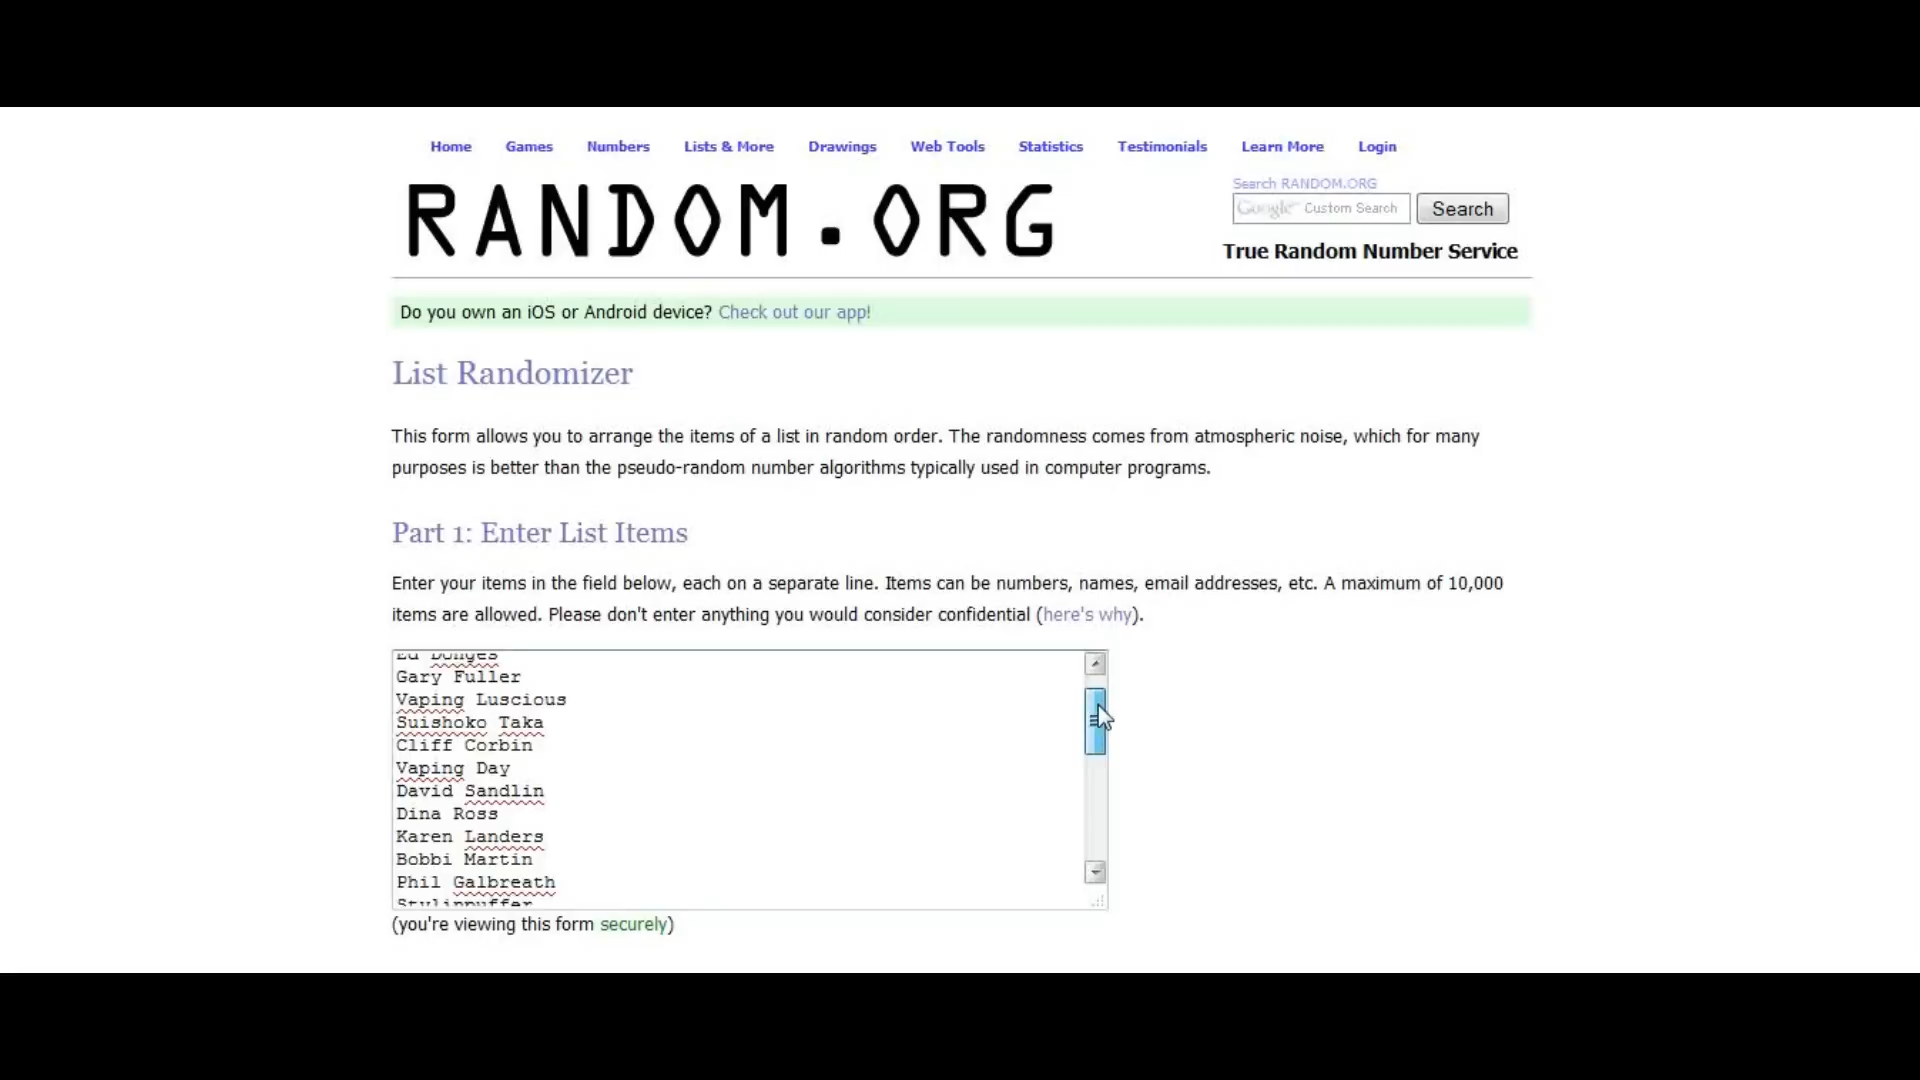 Home Games Numbers Lists & More Drawings Web Tools Statistics Testimonials Learn More Login
RANDOM.ORG
Search RANDOM.ORG
Google Custom Search Search
True Random Number Service
Do you own an iOS or Android device? Check out our app!
List Randomizer
This form allows you to arrange the items of a list in random order. The randomness comes from atmospheric noise, which for many
purposes is better than the pseudo-random number algorithms typically used in computer programs.
Part 1: Enter List Items
Enter your items in the field below, each on a separate line. Items can be numbers, names, email addresses, etc. A maximum of 10,000
items are allowed. Please don't enter anything you would consider confidential (here's why).
Ed Donges
Gary Fuller
Vaping Luscious
Suishoko Taka
Cliff Corbin
Vaping Day
David Sandlin
Dina Ross
Karen Landers
Bobbi Martin
Phil Galbreath
Stylinpuffer
(you're viewing this form securely)